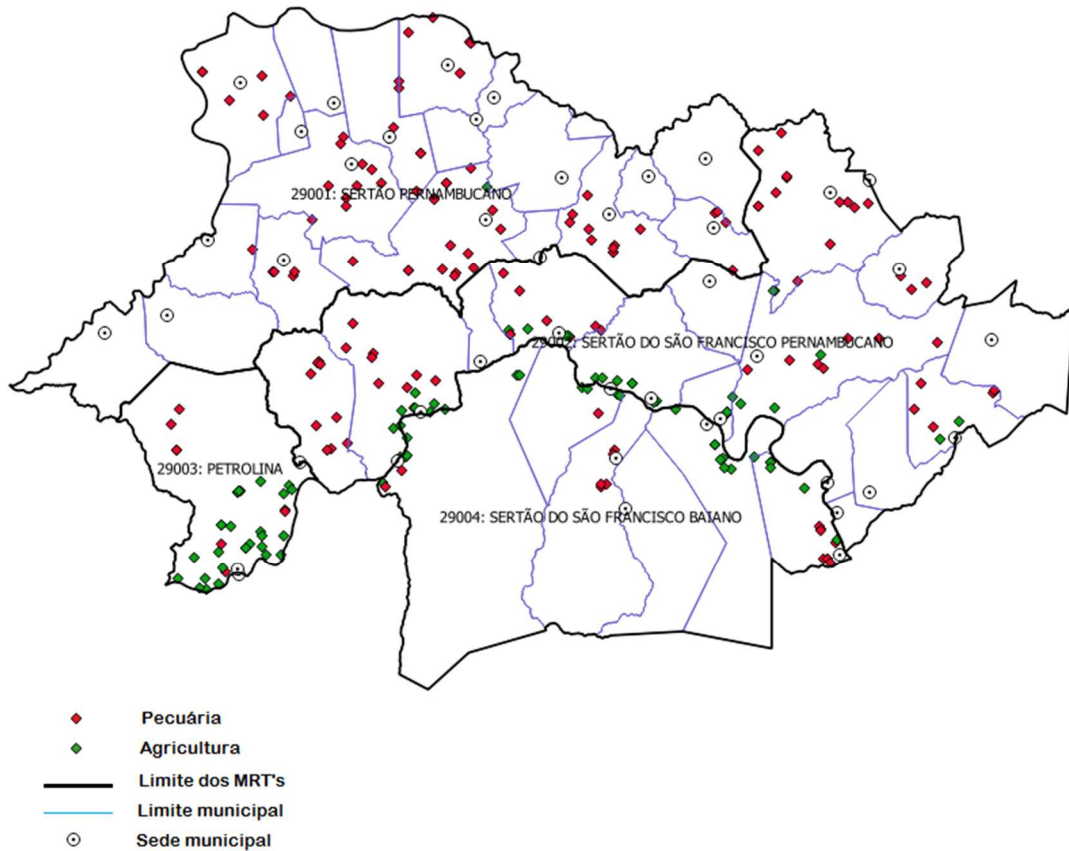 29001: SERTÃO PERNAMBUCANO
29002: SERTÃO DO SÃO FRANCISCO PERNAMBUCANO
29003: PETROLINA
29004: SERTÃO DO SÃO FRANCISCO BAIANO
Pecuária
Agricultura
Limite dos MRT's
Limite municipal
Sede municipal